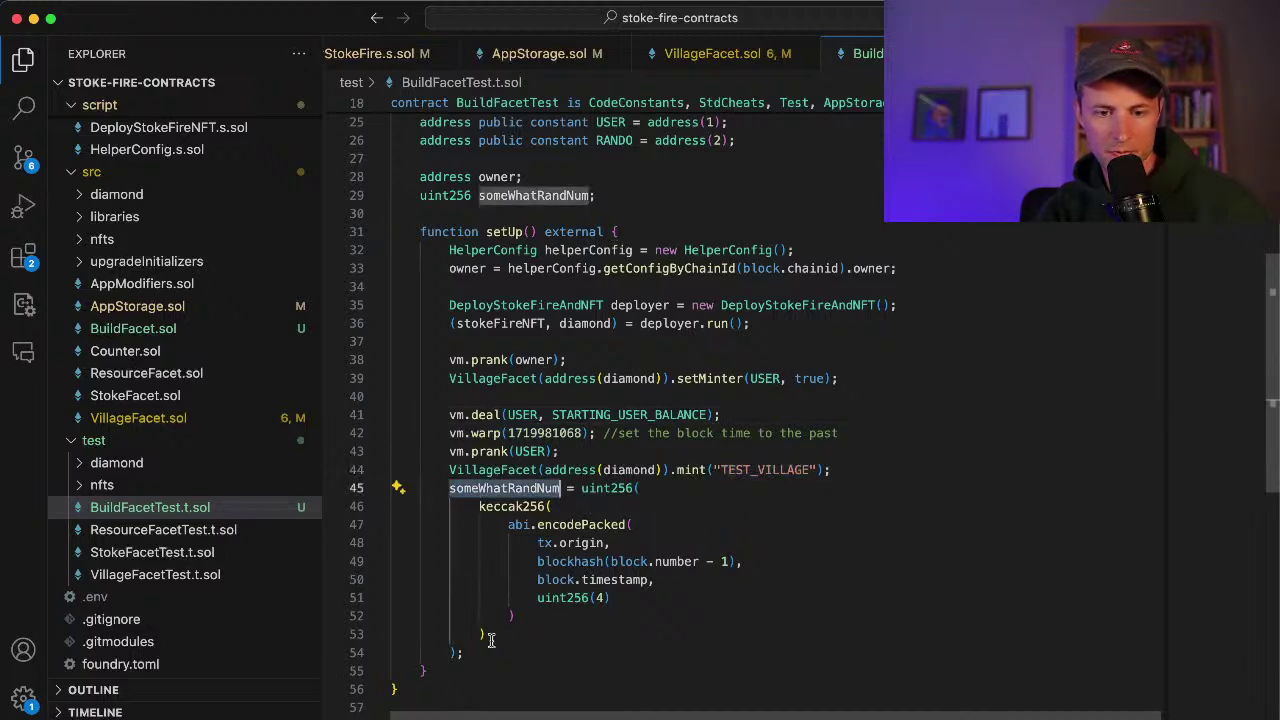 stoke-fire-contracts
EXPLORER
StokeFire.s.sol M
AppStorage.sol M
VillageFacet.sol 6, M
Build
STOKE-FIRE-CONTRACTS
script
DeployStokeFireNFT.s.sol
HelperConfig.s.sol
src
diamond
libraries
nfts
upgradeInitializers
AppModifiers.sol
AppStorage.sol M
BuildFacet.sol U
Counter.sol
ResourceFacet.sol
StokeFacet.sol
VillageFacet.sol 6, M
test
diamond
nfts
BuildFacetTest.t.sol U
ResourceFacetTest.t.sol
StokeFacetTest.t.sol
VillageFacetTest.t.sol
.env
.gitignore
.gitmodules
foundry.toml
OUTLINE
TIMELINE
6
2
1
test > BuildFacetTest.t.sol
18 contract BuildFacetTest is CodeConstants, StdCheats, Test, AppStorage
25 address public constant USER = address(1);
26 address public constant RANDO = address(2);
27
28 address owner;
29 uint256 someWhatRandNum;
30
31 function setUp() external {
32 HelperConfig helperConfig = new HelperConfig();
33 owner = helperConfig.getConfigByChainId(block.chainid).owner;
34
35 DeployStokeFireAndNFT deployer = new DeployStokeFireAndNFT();
36 (stokeFireNFT, diamond) = deployer.run();
37
38 vm.prank(owner);
39 VillageFacet(address(diamond)).setMinter(USER, true);
40
41 vm.deal(USER, STARTING_USER_BALANCE);
42 vm.warp(1719981068); //set the block time to the past
43 vm.prank(USER);
44 VillageFacet(address(diamond)).mint("TEST_VILLAGE");
45 someWhatRandNum = uint256(
46 keccak256(
47 abi.encodePacked(
48 tx.origin,
49 blockhash(block.number - 1),
50 block.timestamp,
51 uint256(4)
52 )
53 )
54 );
55 }
56 }
57